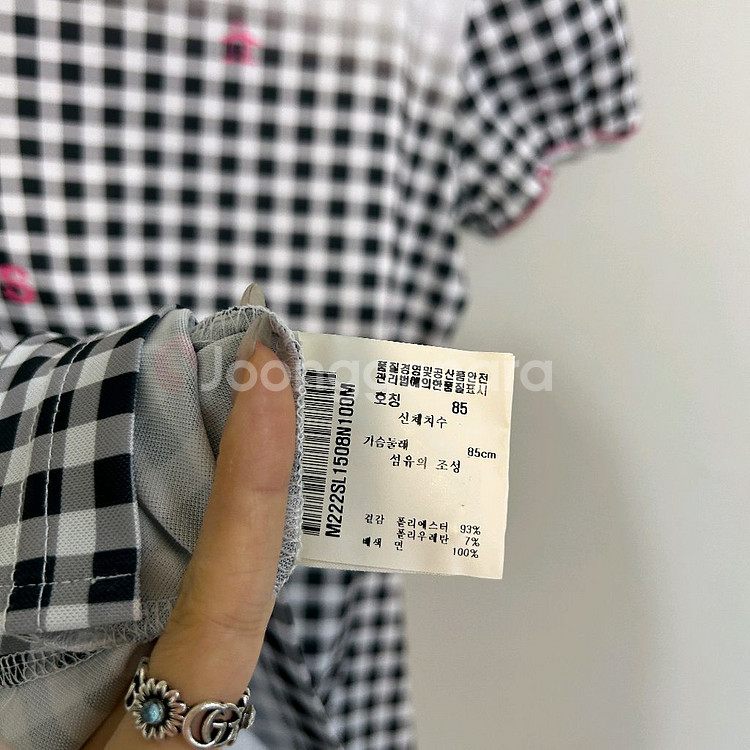 S
Joonggonara
품질경영및공산품안전
관리법에의한품질표시
호칭 85
신체치수
가슴둘레 85cm
섬유의 조성
겉감 폴리에스터 93%
폴리우레탄 7%
배색 면 100%
M222SL1508N100M